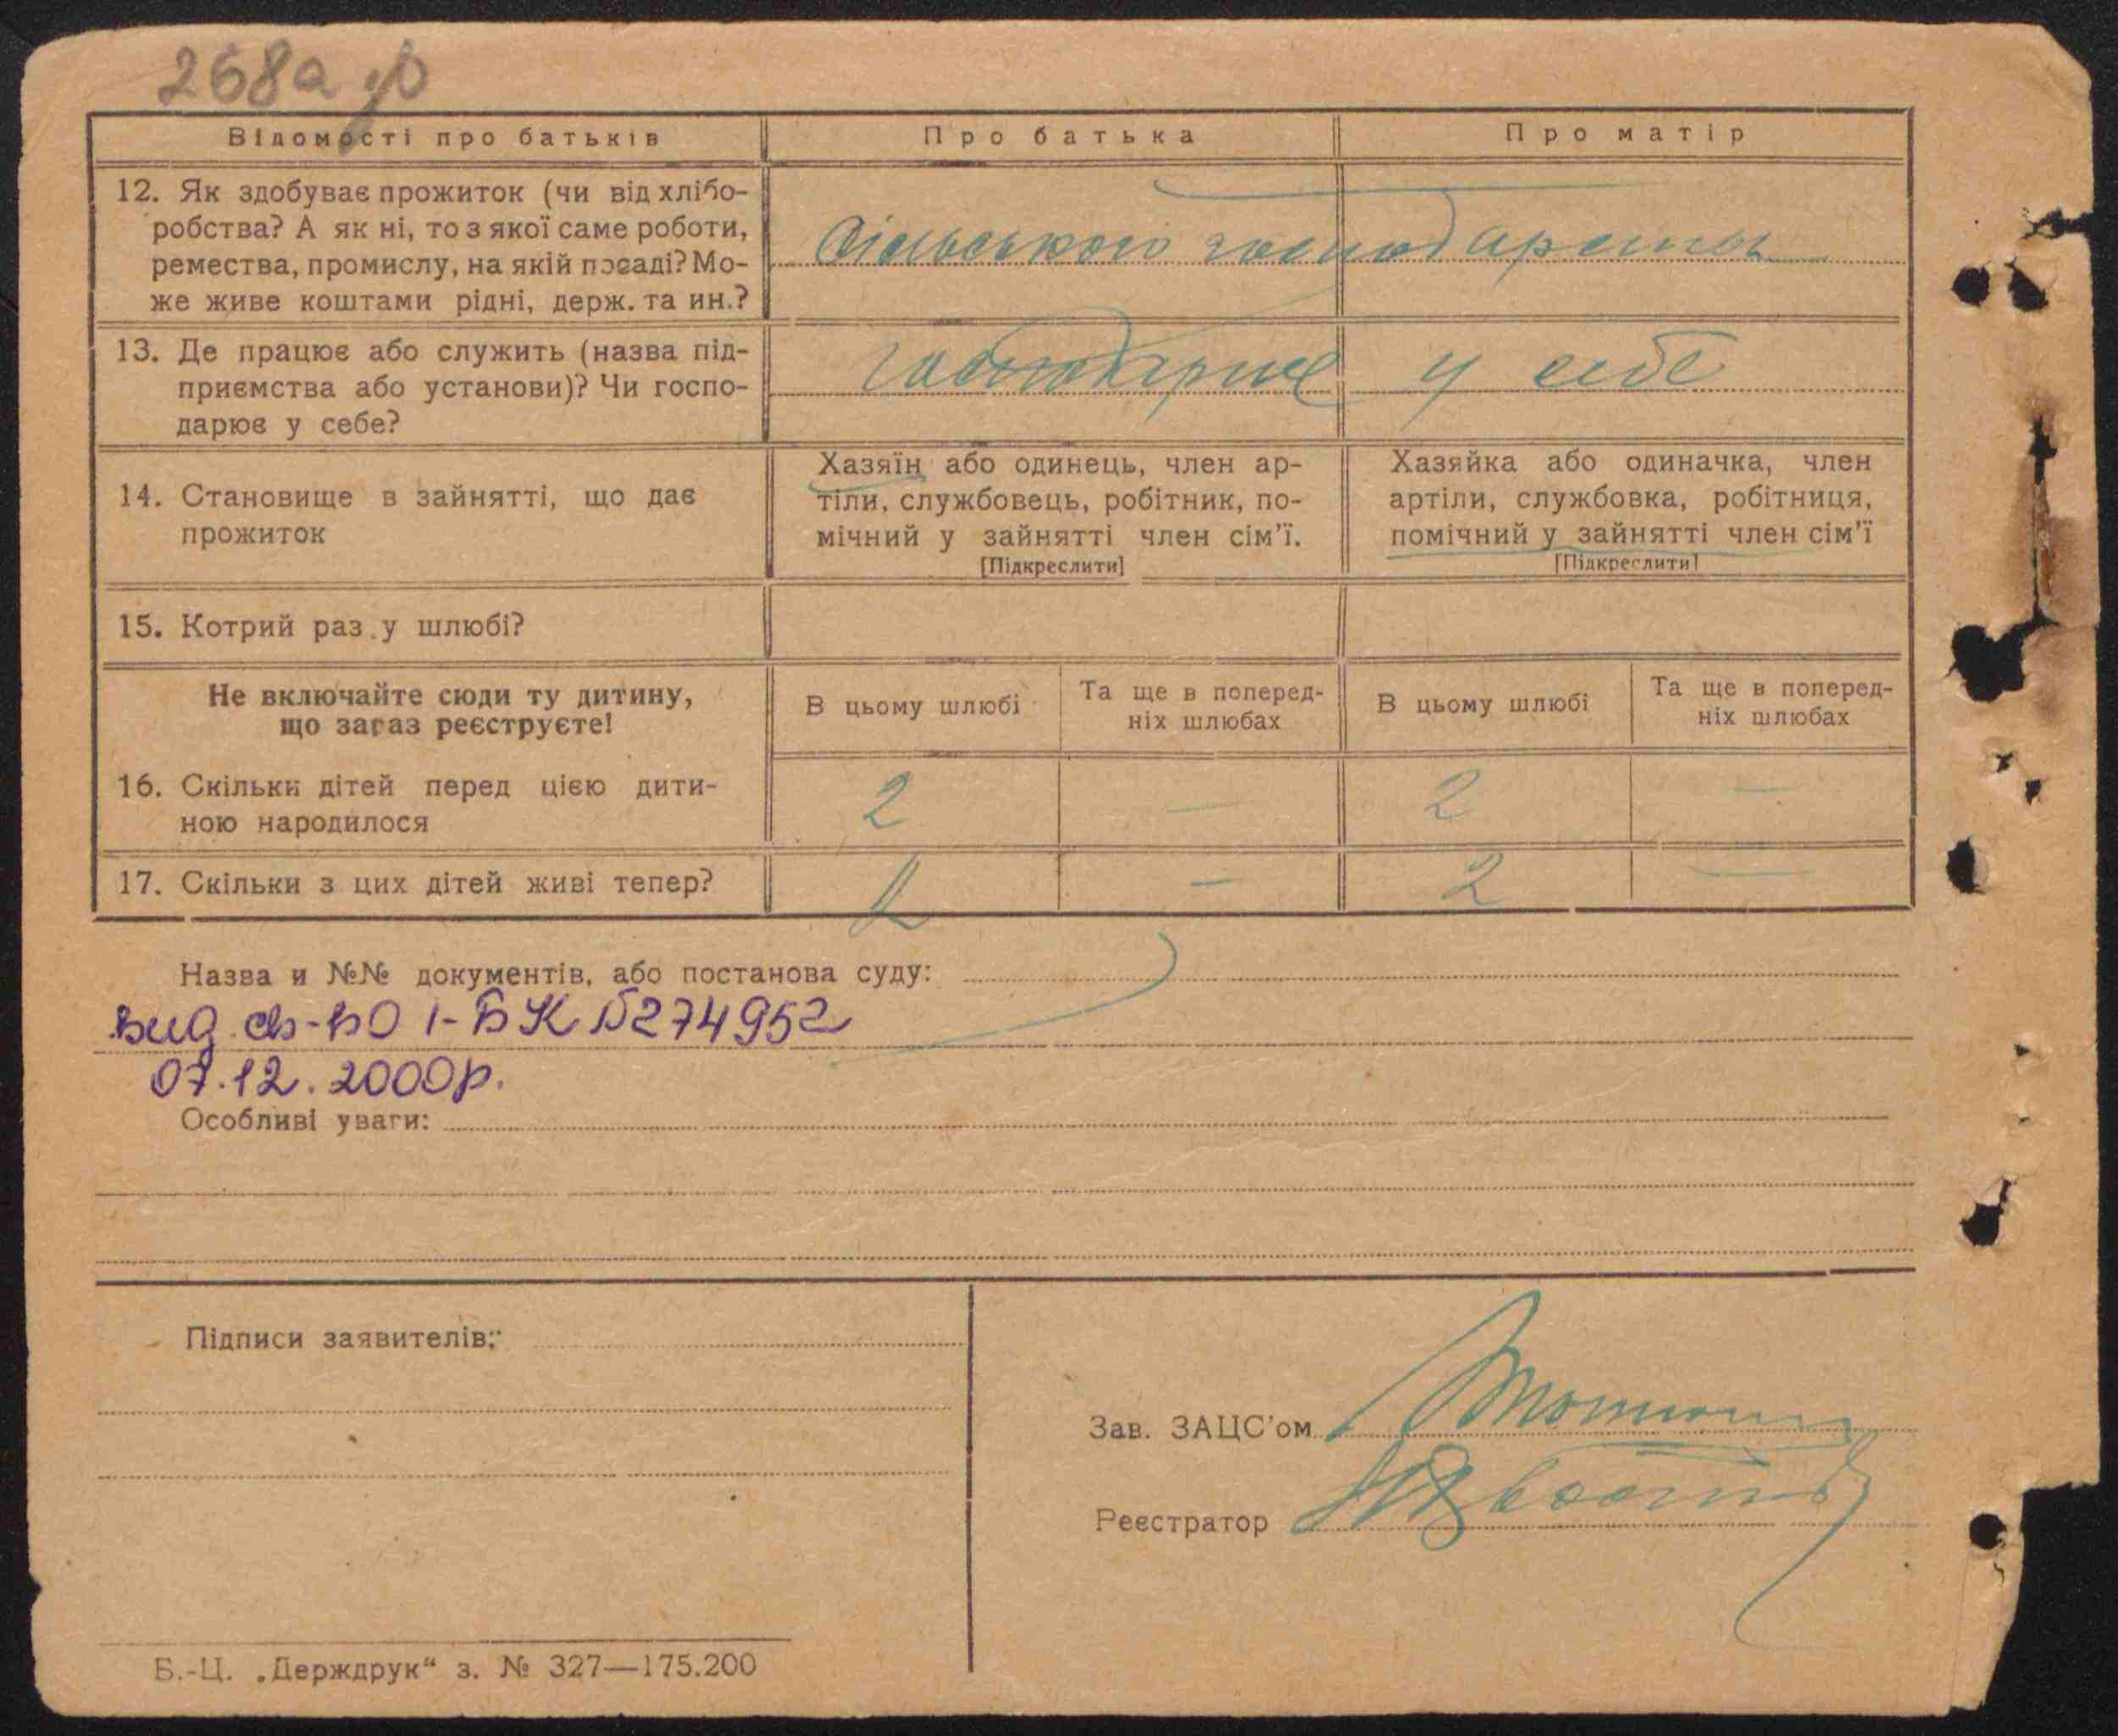 268а зв
Відомості про батьків
Про батька
Про матір
12. Як здобуває прожиток (чи від хлібо-
робства? А як ні, то з якої саме роботи,
ремества, промислу, на якій посаді? Мо-
же живе коштами рідні, держ. та ин.?
Сільського господарства
13. Де працює або служить (назва під-
приємства або установи)? Чи госпо-
дарює у себе?
господарює у себе
14. Становище в зайнятті, що дає
прожиток
Хазяїн або одинець, член ар-
тіли, службовець, робітник, по-
мічний у зайнятті член сім’ї.
[Підкреслити]
Хазяйка або одиначка, член
артіли, службовка, робітниця,
помічний у зайнятті член сім’ї
[Підкреслити]
15. Котрий раз у шлюбі?
Не включайте сюди ту дитину,
що зараз реєструєте!
В цьому шлюбі
Та ще в поперед-
ніх шлюбах
В цьому шлюбі
Та ще в поперед-
ніх шлюбах
16. Скільки дітей перед цією дити-
ною народилося
2 — 2 —
17. Скільки з цих дітей живі тепер?
2 — 2 —
Назва и №№ документів, або постанова суду:
вид. св-во І-БК №274952
07.12.2000р.
Особливі уваги:
Підписи заявителів:
Зав. ЗАЦС’ом
Реєстратор
Б.-Ц. „Держдрук“ з. № 327—175.200